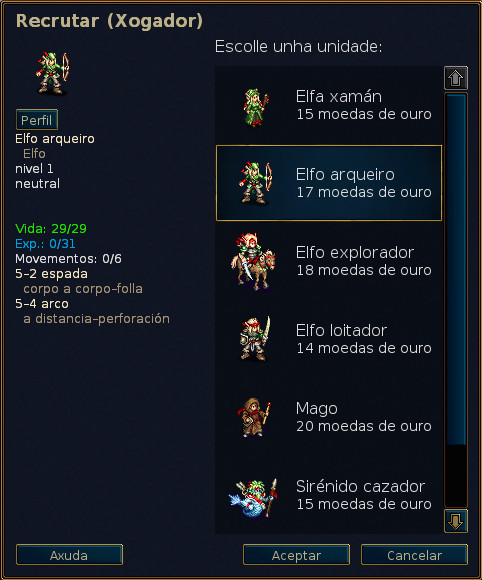 Recrutar (Xogador)
Perfil
Elfo arqueiro
Elfo
nivel 1
neutral
Vida: 29/29
Exp.: 0/31
Movementos: 0/6
5–2 espada
corpo a corpo–folla
5–4 arco
a distancia–perforación
Escolle unha unidade:
Elfa xamán
15 moedas de ouro
Elfo arqueiro
17 moedas de ouro
Elfo explorador
18 moedas de ouro
Elfo loitador
14 moedas de ouro
Mago
20 moedas de ouro
Sirénido cazador
15 moedas de ouro
Axuda
Aceptar
Cancelar